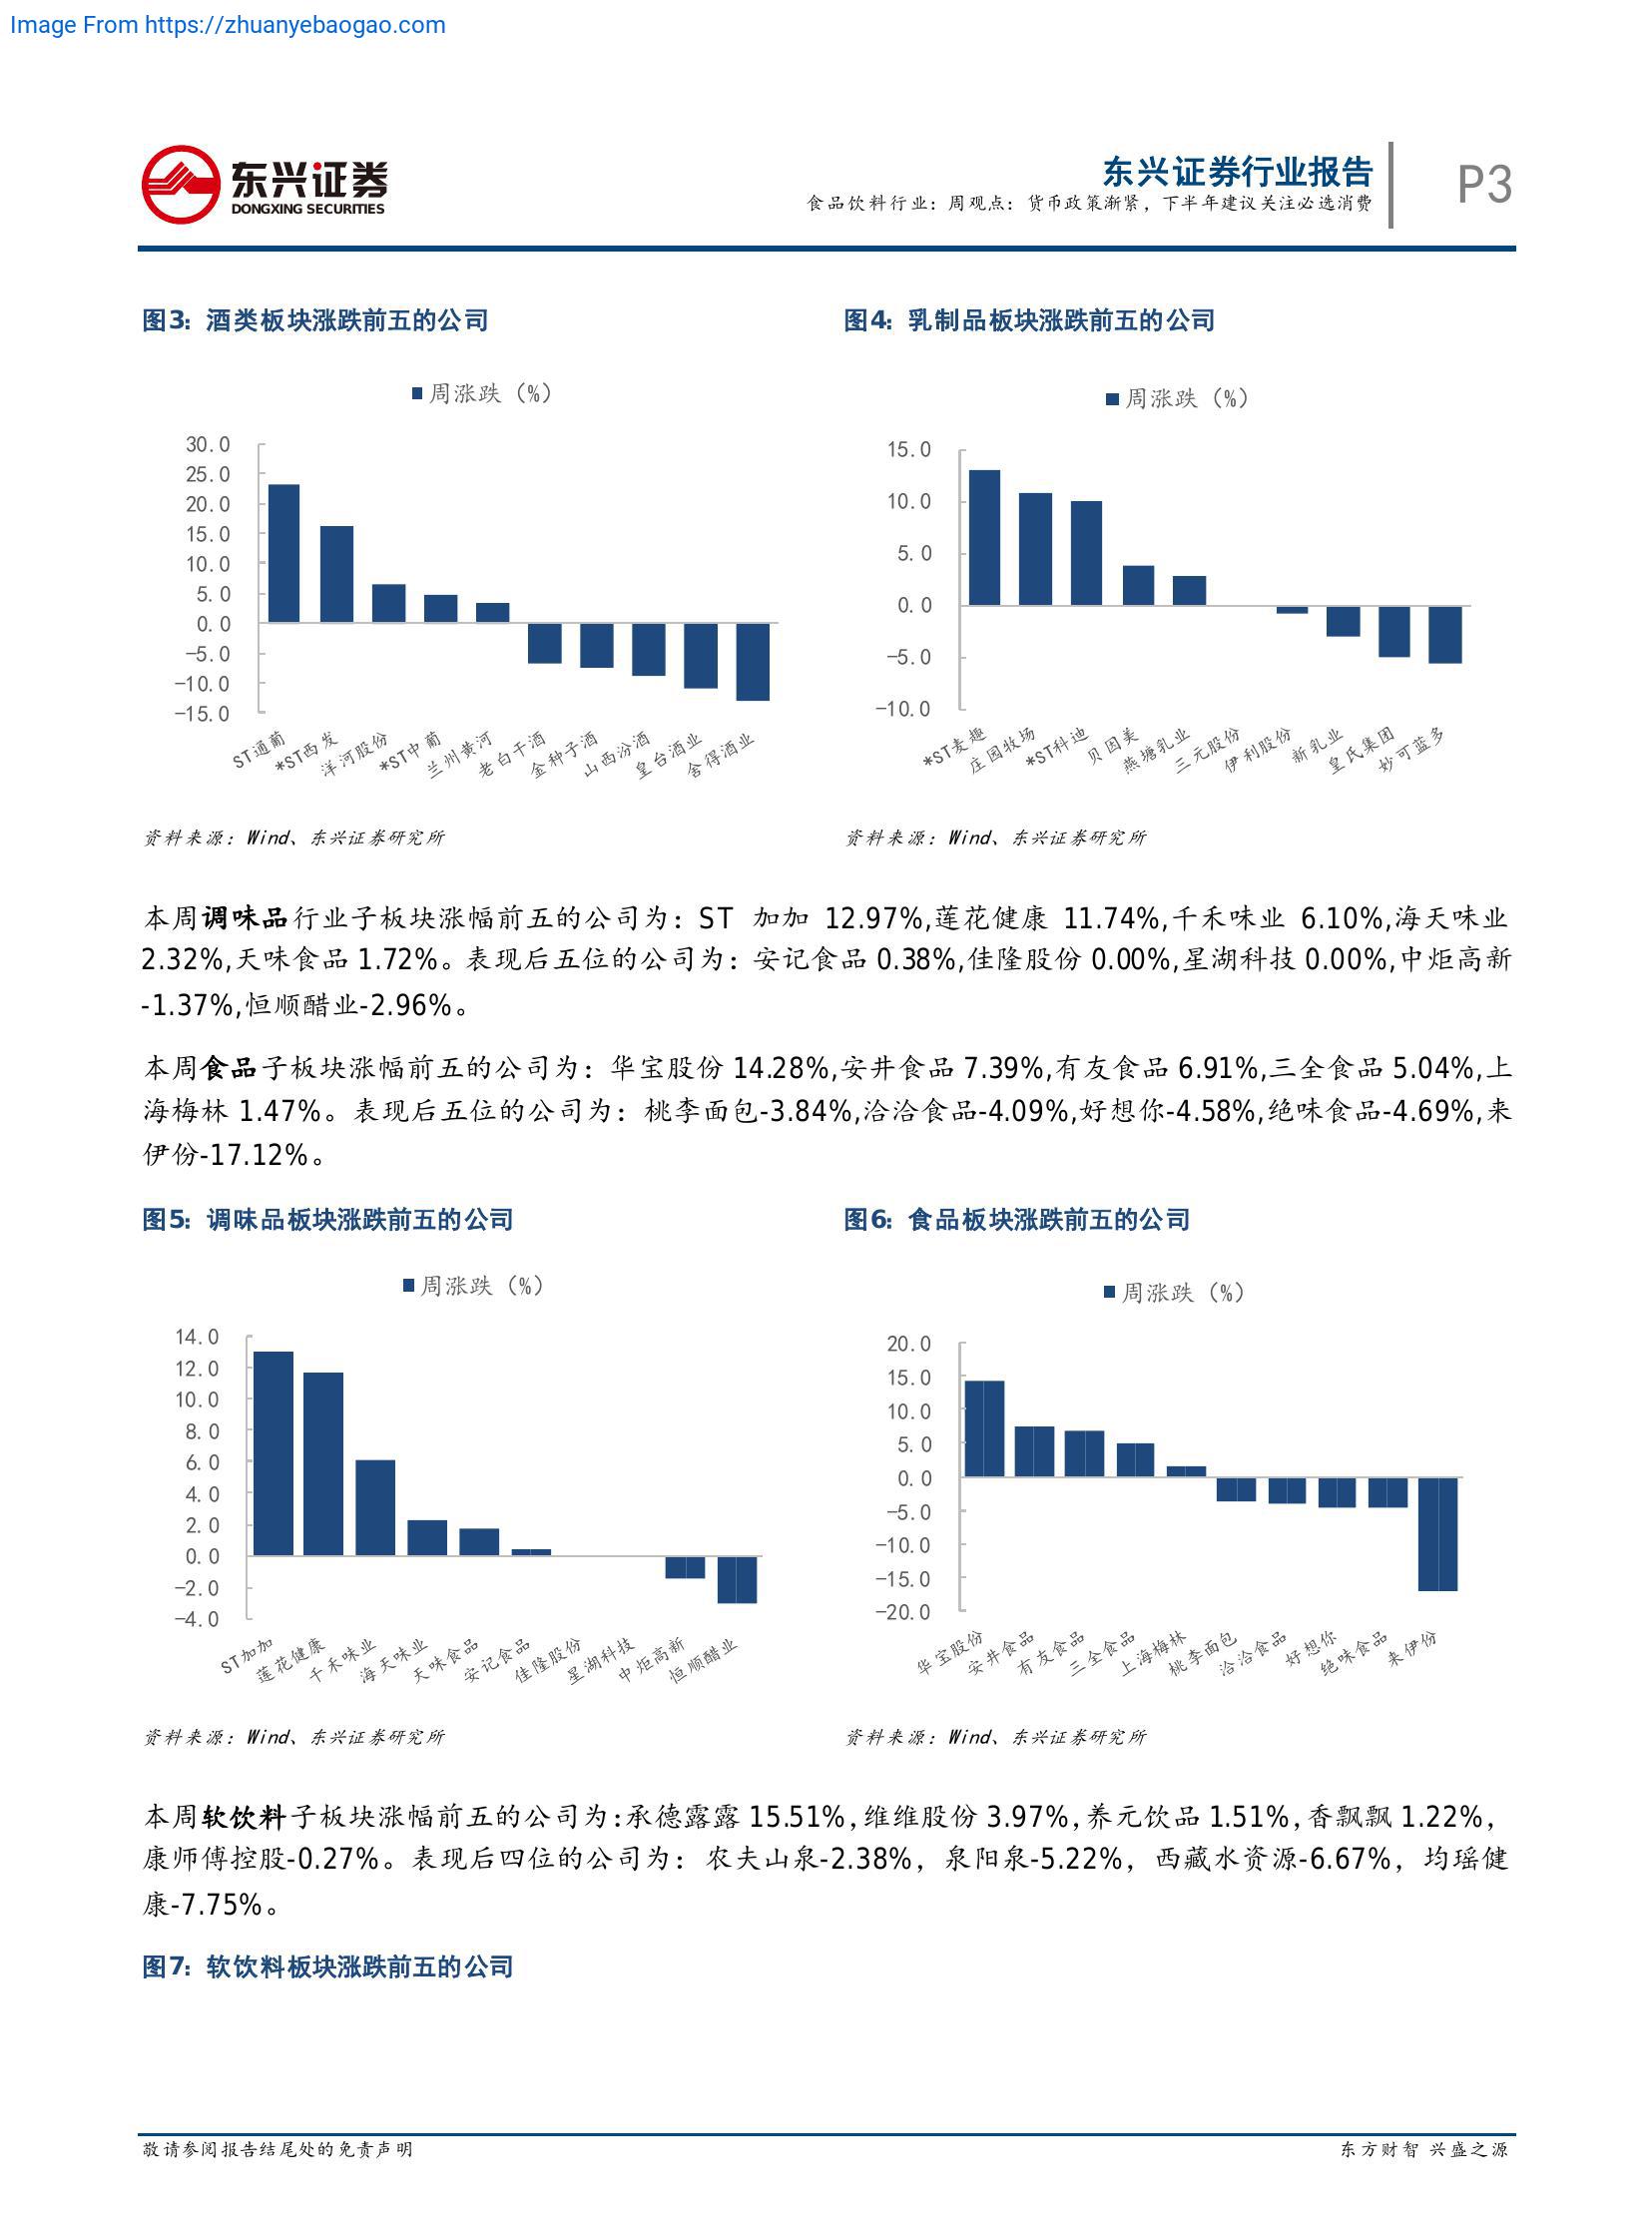 Image From https://zhuanyebaogao.com
东兴证券
DONGXING SECURITIES
东兴证券行业报告
食品饮料行业：周观点：货币政策渐紧，下半年建议关注必选消费
P3
图3：酒类板块涨跌前五的公司
周涨跌（%）
30.0
25.0
20.0
15.0
10.0
5.0
0.0
-5.0
-10.0
-15.0
ST通葡
*ST西发
洋河股份
*ST中葡
兰州黄河
老白干酒
金种子酒
山西汾酒
皇台酒业
舍得酒业
资料来源：Wind、东兴证券研究所
图4：乳制品板块涨跌前五的公司
周涨跌（%）
15.0
10.0
5.0
0.0
-5.0
-10.0
*ST麦趣
庄园牧场
*ST科迪
贝因美
燕塘乳业
三元股份
伊利股份
新乳业
皇氏集团
妙可蓝多
资料来源：Wind、东兴证券研究所
本周调味品行业子板块涨幅前五的公司为：ST 加加 12.97%,莲花健康 11.74%,千禾味业 6.10%,海天味业
2.32%,天味食品 1.72%。表现后五位的公司为：安记食品 0.38%,佳隆股份 0.00%,星湖科技 0.00%,中炬高新
-1.37%,恒顺醋业-2.96%。
本周食品子板块涨幅前五的公司为：华宝股份 14.28%,安井食品 7.39%,有友食品 6.91%,三全食品 5.04%,上
海梅林 1.47%。表现后五位的公司为：桃李面包-3.84%,洽洽食品-4.09%,好想你-4.58%,绝味食品-4.69%,来
伊份-17.12%。
图5：调味品板块涨跌前五的公司
周涨跌（%）
14.0
12.0
10.0
8.0
6.0
4.0
2.0
0.0
-2.0
-4.0
ST加加
莲花健康
千禾味业
海天味业
天味食品
安记食品
佳隆股份
星湖科技
中炬高新
恒顺醋业
资料来源：Wind、东兴证券研究所
图6：食品板块涨跌前五的公司
周涨跌（%）
20.0
15.0
10.0
5.0
0.0
-5.0
-10.0
-15.0
-20.0
华宝股份
安井食品
有友食品
三全食品
上海梅林
桃李面包
洽洽食品
好想你
绝味食品
来伊份
资料来源：Wind、东兴证券研究所
本周软饮料子板块涨幅前五的公司为:承德露露 15.51%,维维股份 3.97%,养元饮品 1.51%,香飘飘 1.22%，
康师傅控股-0.27%。表现后四位的公司为：农夫山泉-2.38%，泉阳泉-5.22%，西藏水资源-6.67%，均瑶健
康-7.75%。
图7：软饮料板块涨跌前五的公司
敬请参阅报告结尾处的免责声明
东方财智 兴盛之源